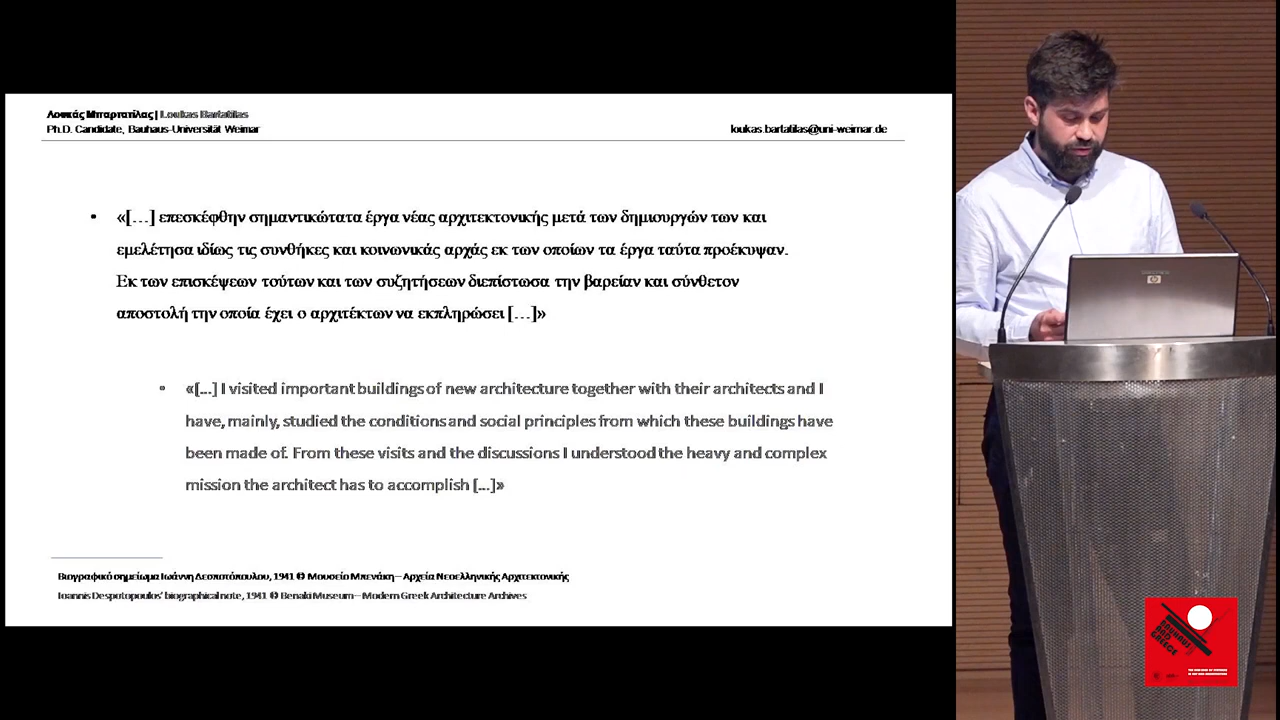 Λουκάς Μπαρτατίλας | Loukas Bartatilas
Ph.D. Candidate, Bauhaus-Universität Weimar
loukas.bartatilas@uni-weimar.de
• «[…] επεσκέφθην σημαντικώτατα έργα νέας αρχιτεκτονικής μετά των δημιουργών των και
εμελέτησα ιδίως τις συνθήκες και κοινωνικάς αρχάς εκ των οποίων τα έργα ταύτα προέκυψαν.
Εκ των επισκέψεων τούτων και των συζητήσεων διεπίστωσα την βαρείαν και σύνθετον
αποστολή την οποία έχει ο αρχιτέκτων να εκπληρώσει […]»
• «[...] I visited important buildings of new architecture together with their architects and I
have, mainly, studied the conditions and social principles from which these buildings have
been made of. From these visits and the discussions I understood the heavy and complex
mission the architect has to accomplish [...]»
Βιογραφικό σημείωμα Ιωάννη Δεσποτόπουλου, 1941 © Μουσείο Μπενάκη – Αρχεία Νεοελληνικής Αρχιτεκτονικής
Ioannis Despotopoulos' biographical note, 1941 © Benaki Museum – Modern Greek Architecture Archives
hp
BAUHAUS
AND
GREECE